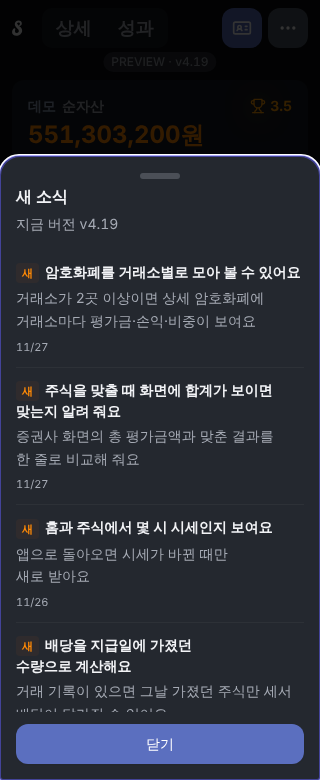 상세 성과
PREVIEW · v4.19
데모 순자산
3.5
551,303,200원
새 소식
지금 버전 v4.19
새 암호화폐를 거래소별로 모아 볼 수 있어요
거래소가 2곳 이상이면 상세 암호화폐에
거래소마다 평가금·손익·비중이 보여요
11/27
새 주식을 맞출 때 화면에 합계가 보이면
맞는지 알려 줘요
증권사 화면의 총 평가금액과 맞춘 결과를
한 줄로 비교해 줘요
11/27
새 홈과 주식에서 몇 시 시세인지 보여요
앱으로 돌아오면 시세가 바뀐 때만
새로 받아요
11/26
새 배당을 지급일에 가졌던
수량으로 계산해요
거래 기록이 있으면 그날 가졌던 주식만 세서
닫기